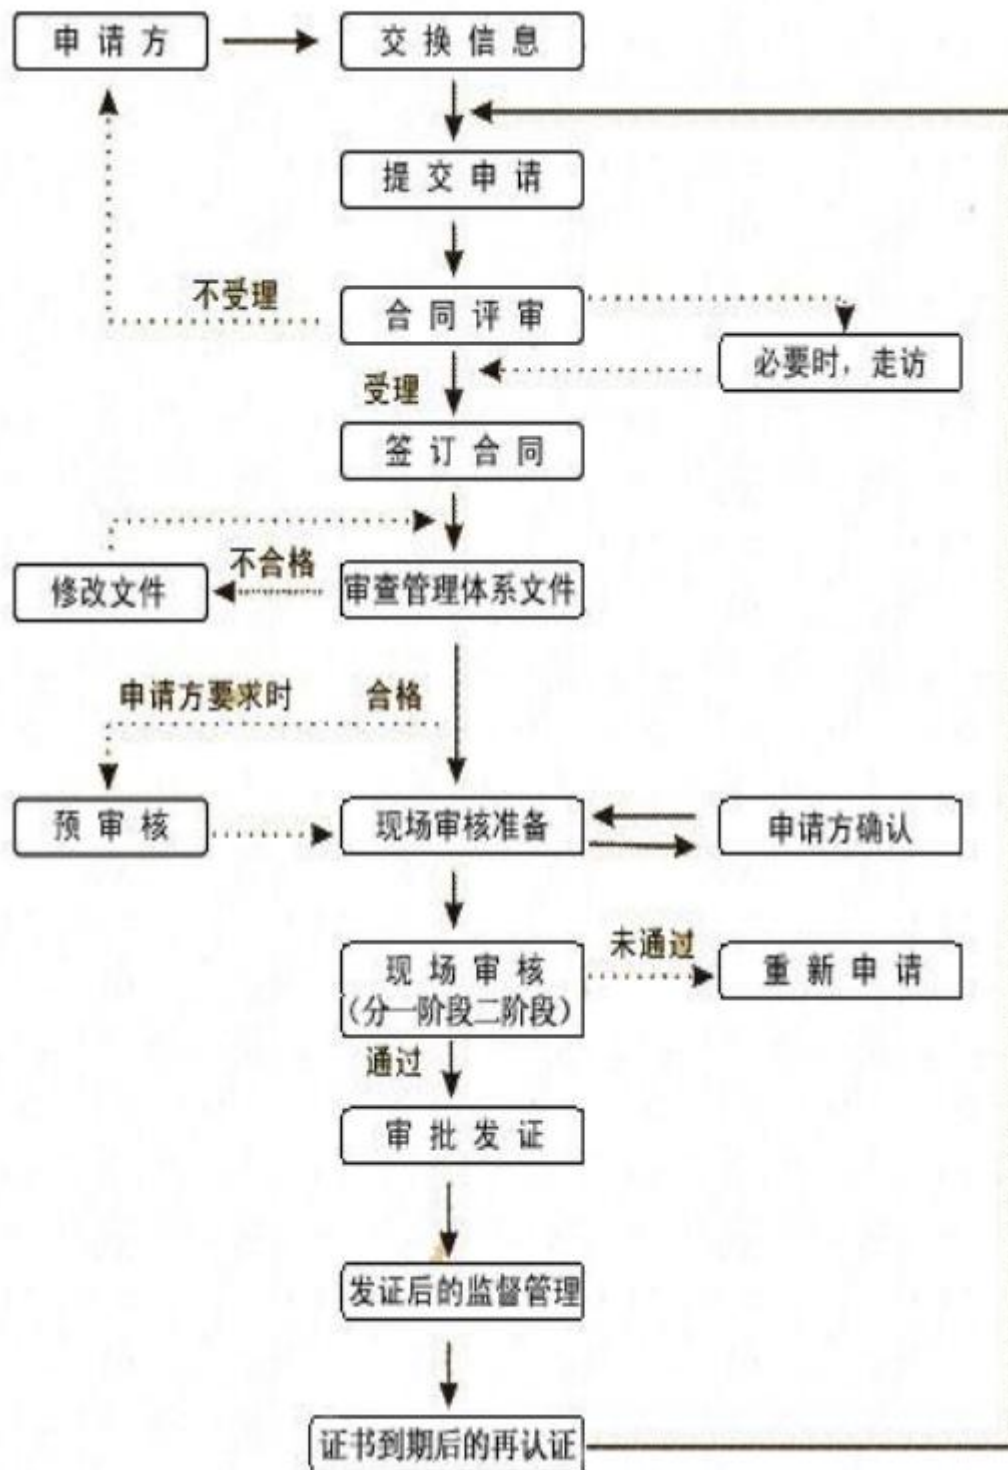 申请方
交换信息
提交申请
不受理
合同评审
必要时，走访
受理
签订合同
不合格
修改文件
审查管理体系文件
申请方要求时
合格
预审核
现场审核准备
申请方确认
现场审核
(分一阶段二阶段)
未通过
重新申请
通过
审批发证
发证后的监督管理
证书到期后的再认证